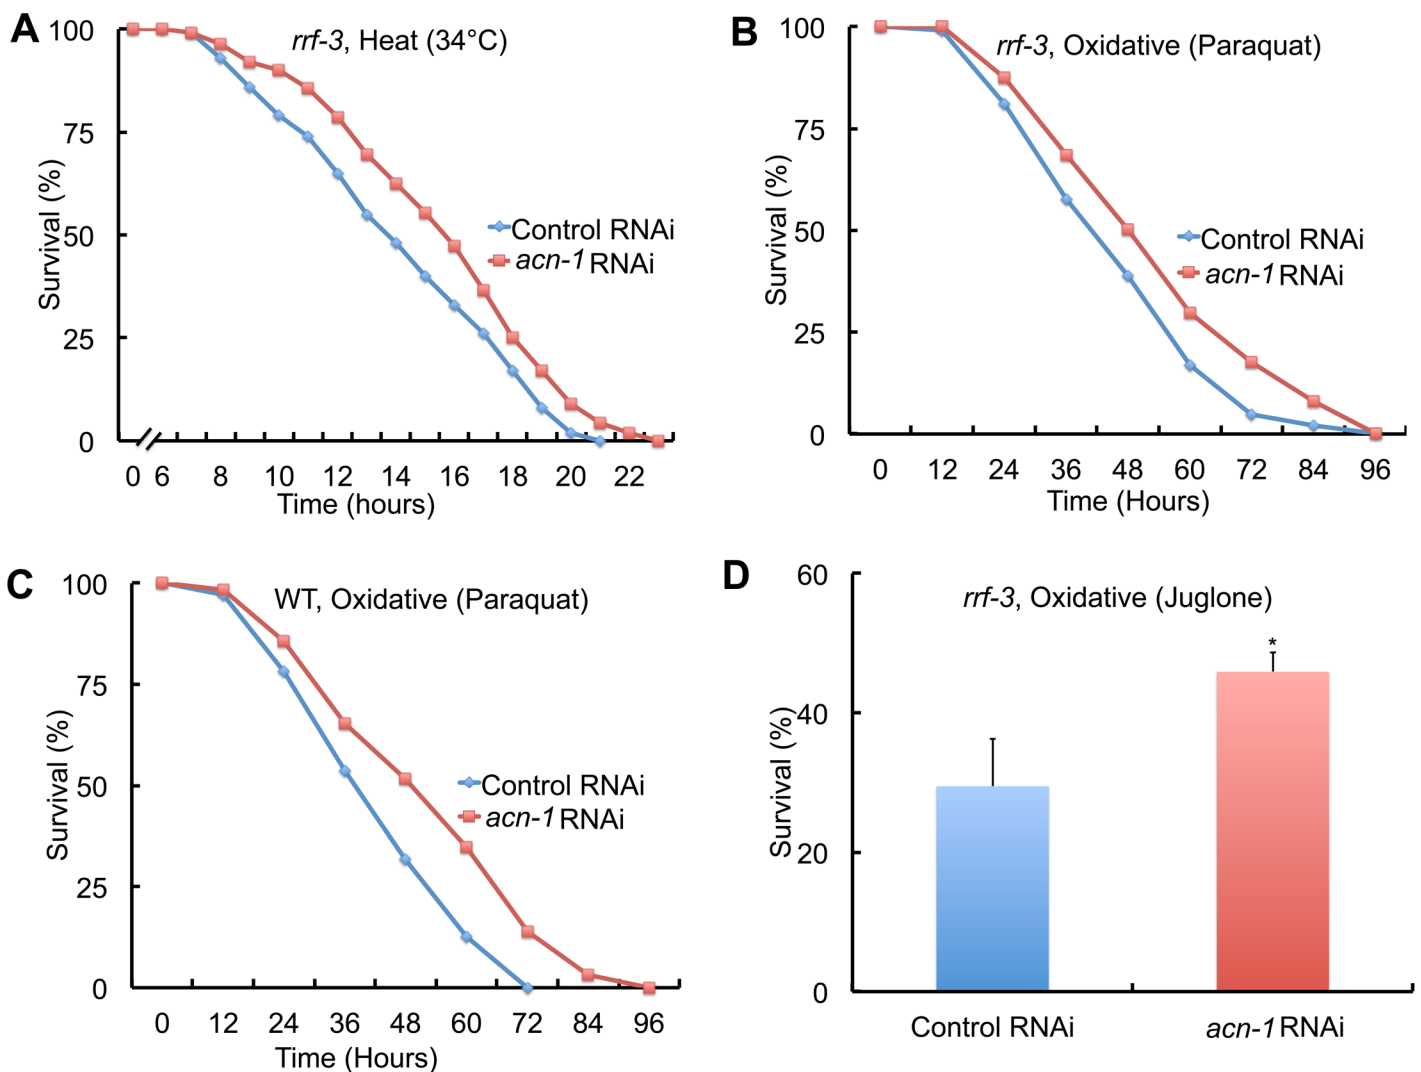 A
rrf-3, Heat (34°C)
100
75
50
25
0
Survival (%)
Control RNAi
acn-1 RNAi
0 6 8 10 12 14 16 18 20 22
Time (hours)
B
rrf-3, Oxidative (Paraquat)
100
75
50
25
0
Survival (%)
Control RNAi
acn-1 RNAi
0 12 24 36 48 60 72 84 96
Time (Hours)
C
WT, Oxidative (Paraquat)
100
75
50
25
0
Survival (%)
Control RNAi
acn-1 RNAi
0 12 24 36 48 60 72 84 96
Time (Hours)
D
rrf-3, Oxidative (Juglone)
60
40
20
0
Survival (%)
*
Control RNAi
acn-1 RNAi